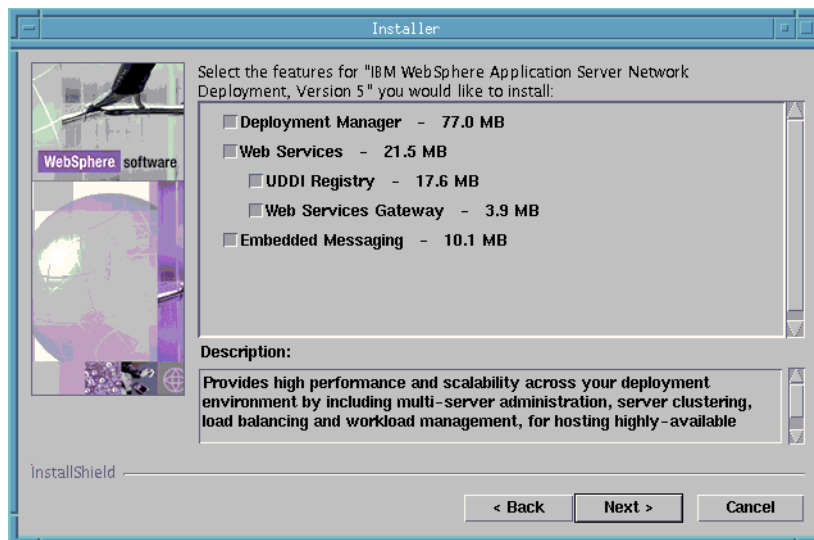 Installer
Select the features for "IBM WebSphere Application Server Network
Deployment, Version 5" you would like to install:
Deployment Manager - 77.0 MB
Web Services - 21.5 MB
UDDI Registry - 17.6 MB
Web Services Gateway - 3.9 MB
Embedded Messaging - 10.1 MB
WebSphere software
Description:
Provides high performance and scalability across your deployment
environment by including multi-server administration, server clustering,
load balancing and workload management, for hosting highly-available
InstallShield
< Back Next > Cancel